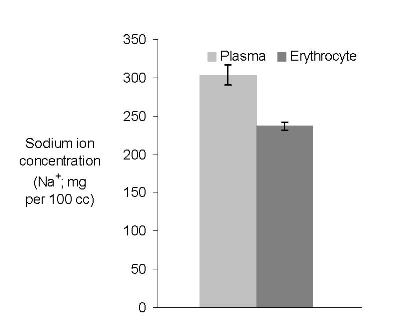 350
Plasma Erythrocyte
300
250
Sodium ion
concentration
(Na⁺; mg
per 100 cc)
200
150
100
50
0